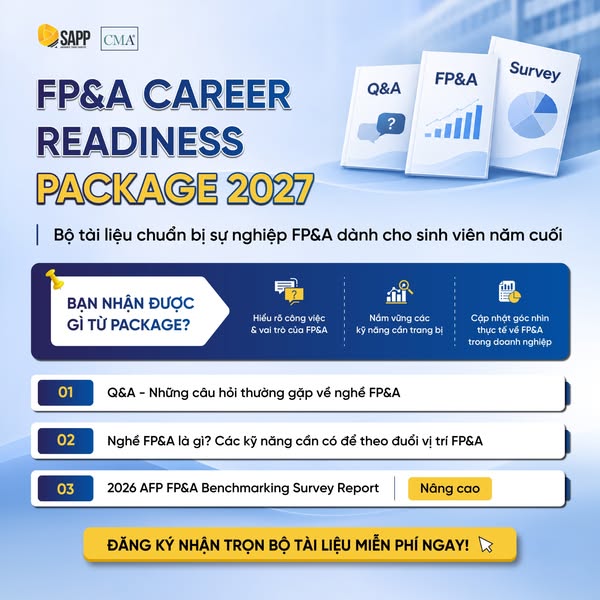 SAPP
CMA
Q&A
FP&A
Survey
?
FP&A CAREER
READINESS
PACKAGE 2027
Bộ tài liệu chuẩn bị sự nghiệp FP&A dành cho sinh viên năm cuối
BẠN NHẬN ĐƯỢC
GÌ TỪ PACKAGE?
Hiểu rõ công việc
& vai trò của FP&A
Nắm vững các
kỹ năng cần trang bị
Cập nhật góc nhìn
thực tế về FP&A
trong doanh nghiệp
01 Q&A - Những câu hỏi thường gặp về nghề FP&A
02 Nghề FP&A là gì? Các kỹ năng cần có để theo đuổi vị trí FP&A
03 2026 AFP FP&A Benchmarking Survey Report Nâng cao
ĐĂNG KÝ NHẬN TRỌN BỘ TÀI LIỆU MIỄN PHÍ NGAY!